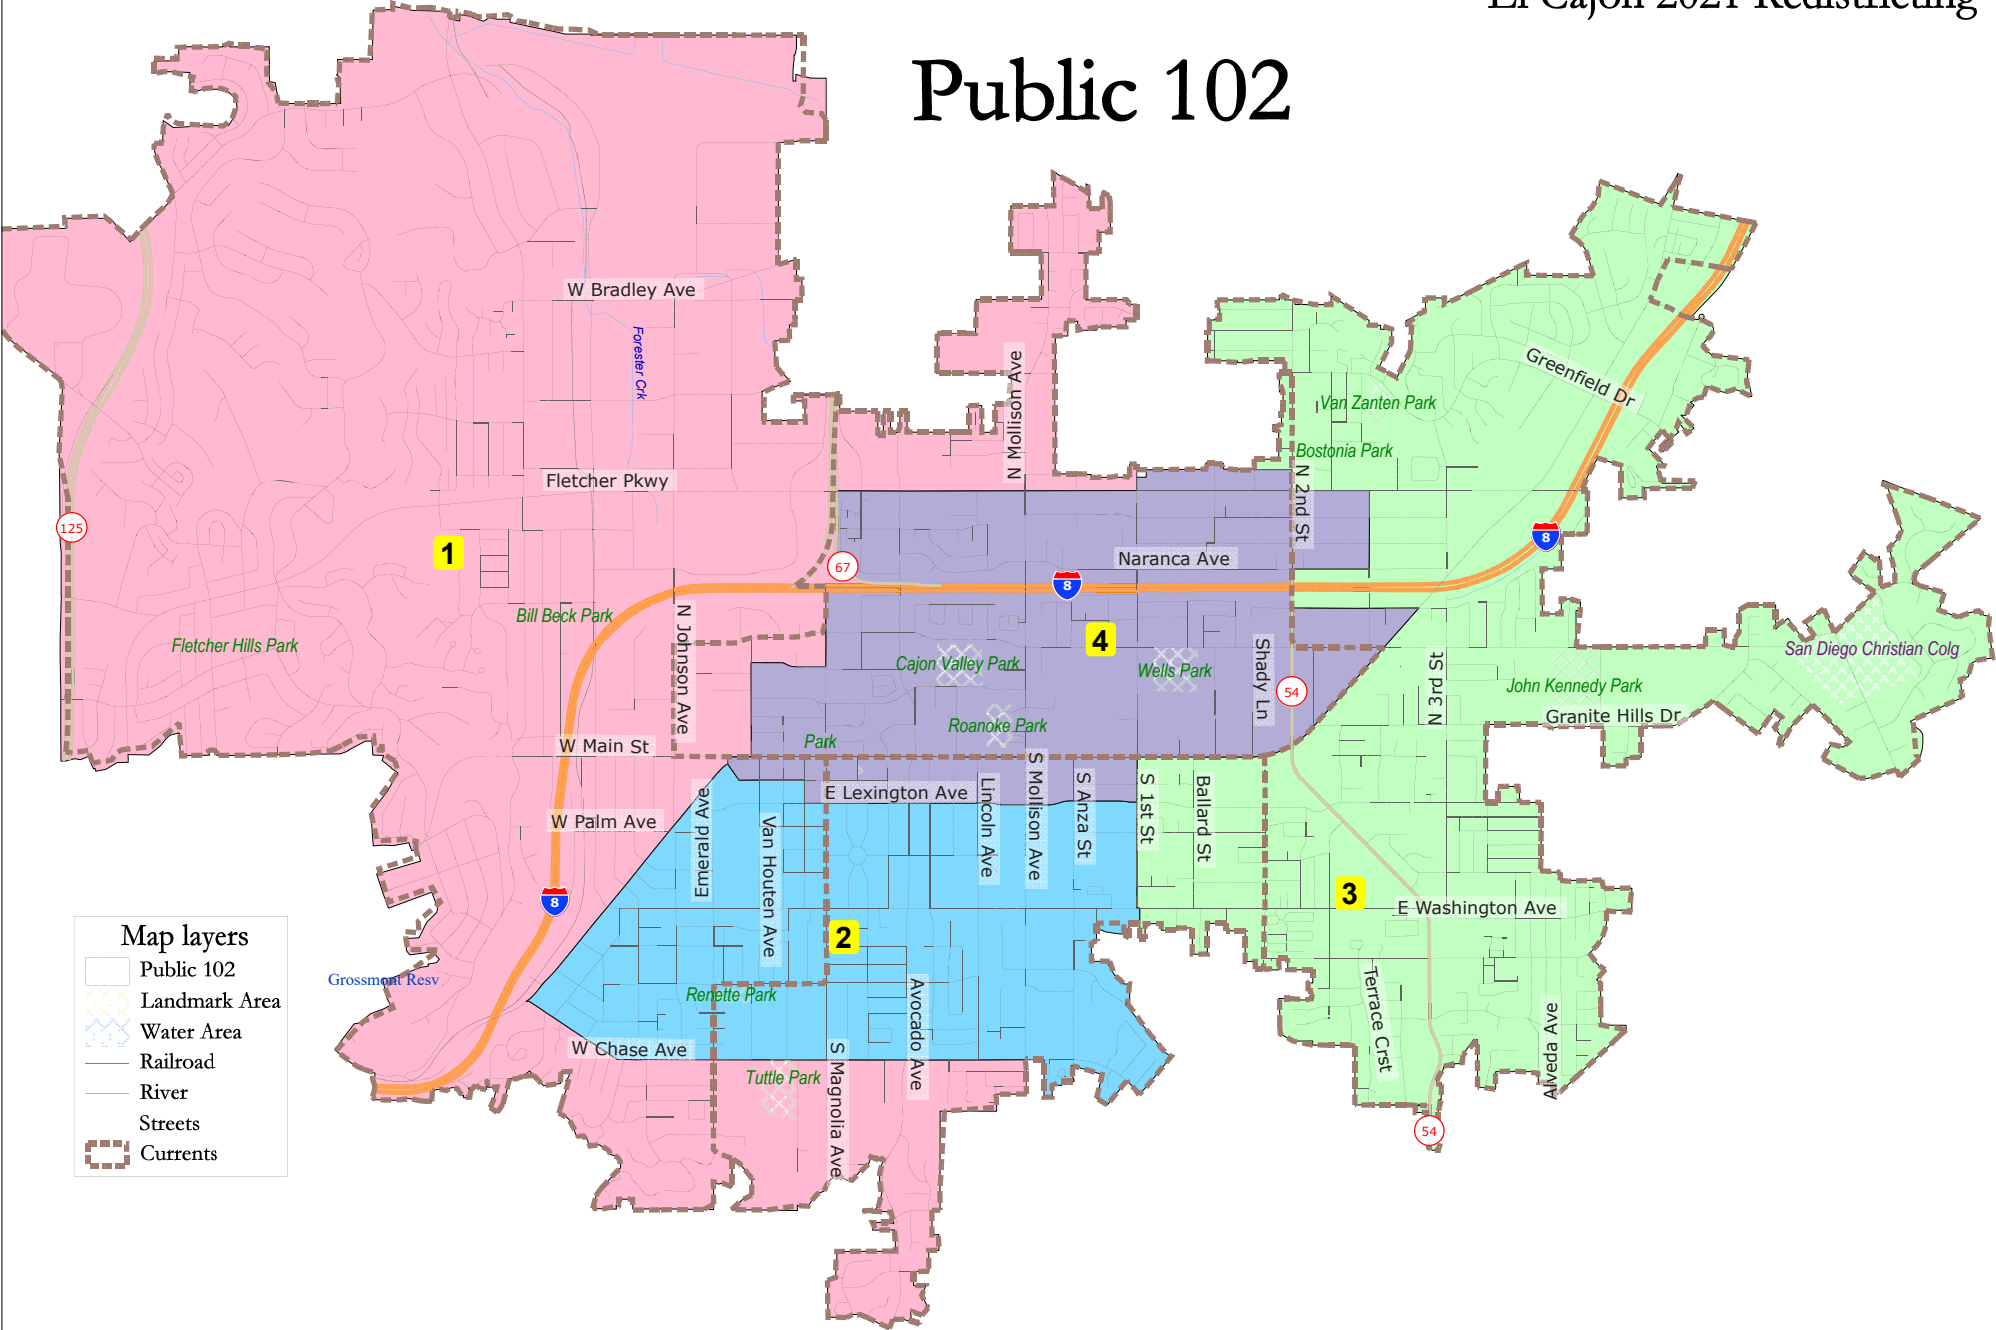 El Cajon 2021 Redistricting
Public 102
W Bradley Ave
Forester Crk
N Mollison Ave
Greenfield Dr
Van Zanten Park
Bostonia Park
Fletcher Pkwy
N 2nd St
125
1
67
Naranca Ave
8
8
Bill Beck Park
Fletcher Hills Park
N Johnson Ave
4
Cajon Valley Park
Wells Park
Shady Ln
54
N 3rd St
San Diego Christian Colg
John Kennedy Park
Granite Hills Dr
Roanoke Park
Park
W Main St
E Lexington Ave
W Palm Ave
Emerald Ave
Van Houten Ave
Lincoln Ave
S Mollison Ave
S Anza St
S 1st St
Ballard St
8
3
E Washington Ave
2
Map layers
Public 102
Landmark Area
Water Area
Railroad
River
Streets
Currents
Grossmont Resv
Renette Park
Avocado Ave
Terrace Crst
Alveda Ave
W Chase Ave
Tuttle Park
S Magnolia Ave
54